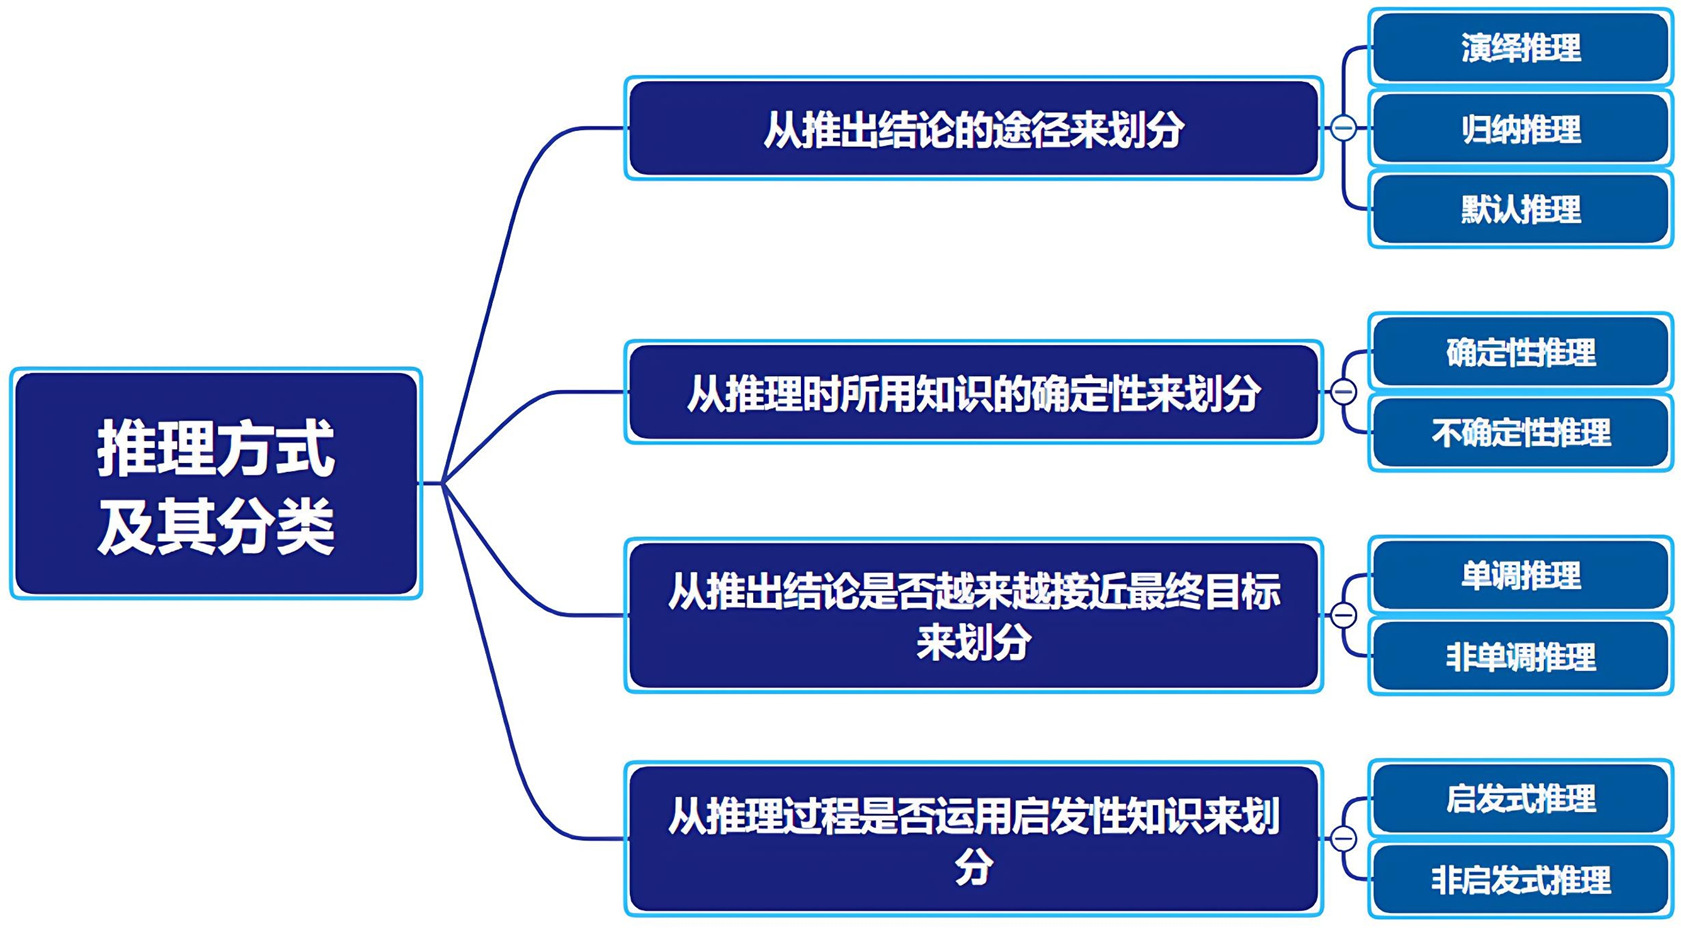 推理方式
及其分类
从推出结论的途径来划分
演绎推理
归纳推理
默认推理
从推理时所用知识的确定性来划分
确定性推理
不确定性推理
从推出结论是否越来越接近最终目标
来划分
单调推理
非单调推理
从推理过程是否运用启发性知识来划
分
启发式推理
非启发式推理